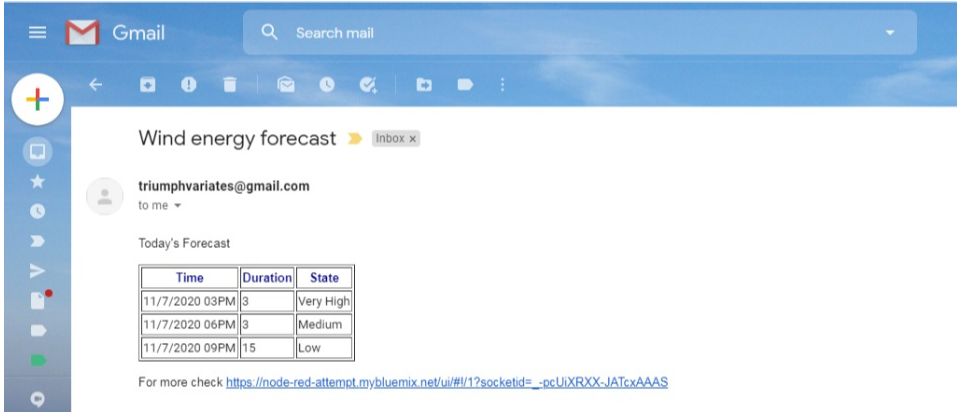 Gmail
Search mail
Wind energy forecast Inbox x
triumphvariates@gmail.com
to me
Today's Forecast
Time Duration State
11/7/2020 03PM 3 Very High
11/7/2020 06PM 3 Medium
11/7/2020 09PM 15 Low
For more check https://node-red-attempt.mybluemix.net/ui/#!/1?socketid=_-pcUiXRXX-JATcxAAAS